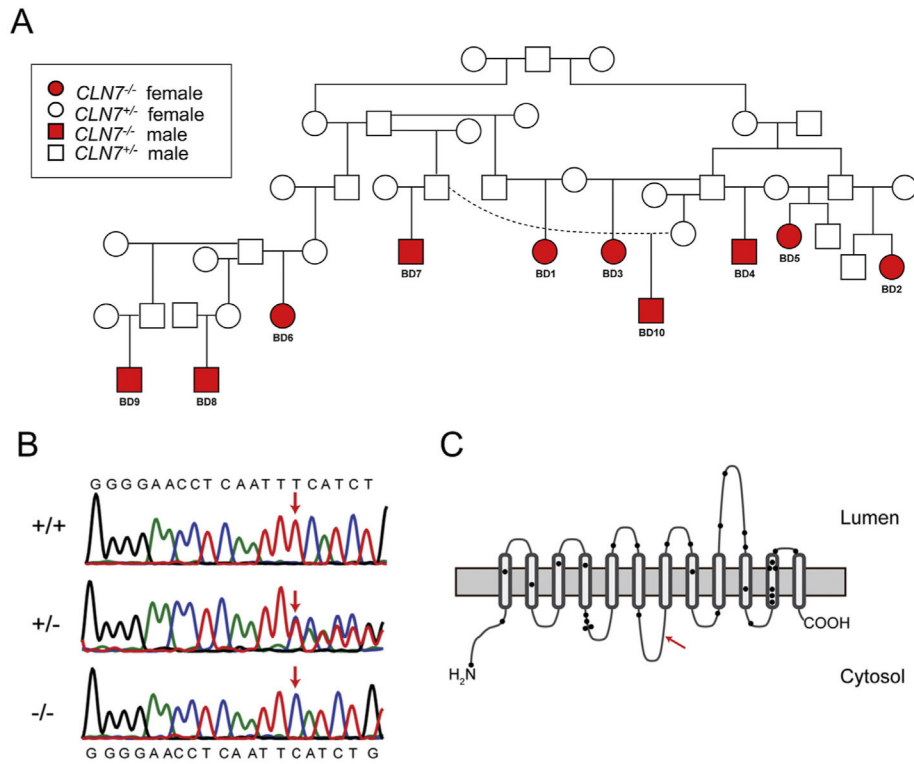 A
CLN7-/- female
CLN7+/- female
CLN7-/- male
CLN7+/- male
BD7
BD1
BD3
BD4
BD5
BD2
BD6
BD10
BD9
BD8
B
GGGGAACCTCAATTTCATCT
+/+
+/-
-/-
GGGGAACCTCAATTCATCTG
C
Lumen
COOH
H2N
Cytosol